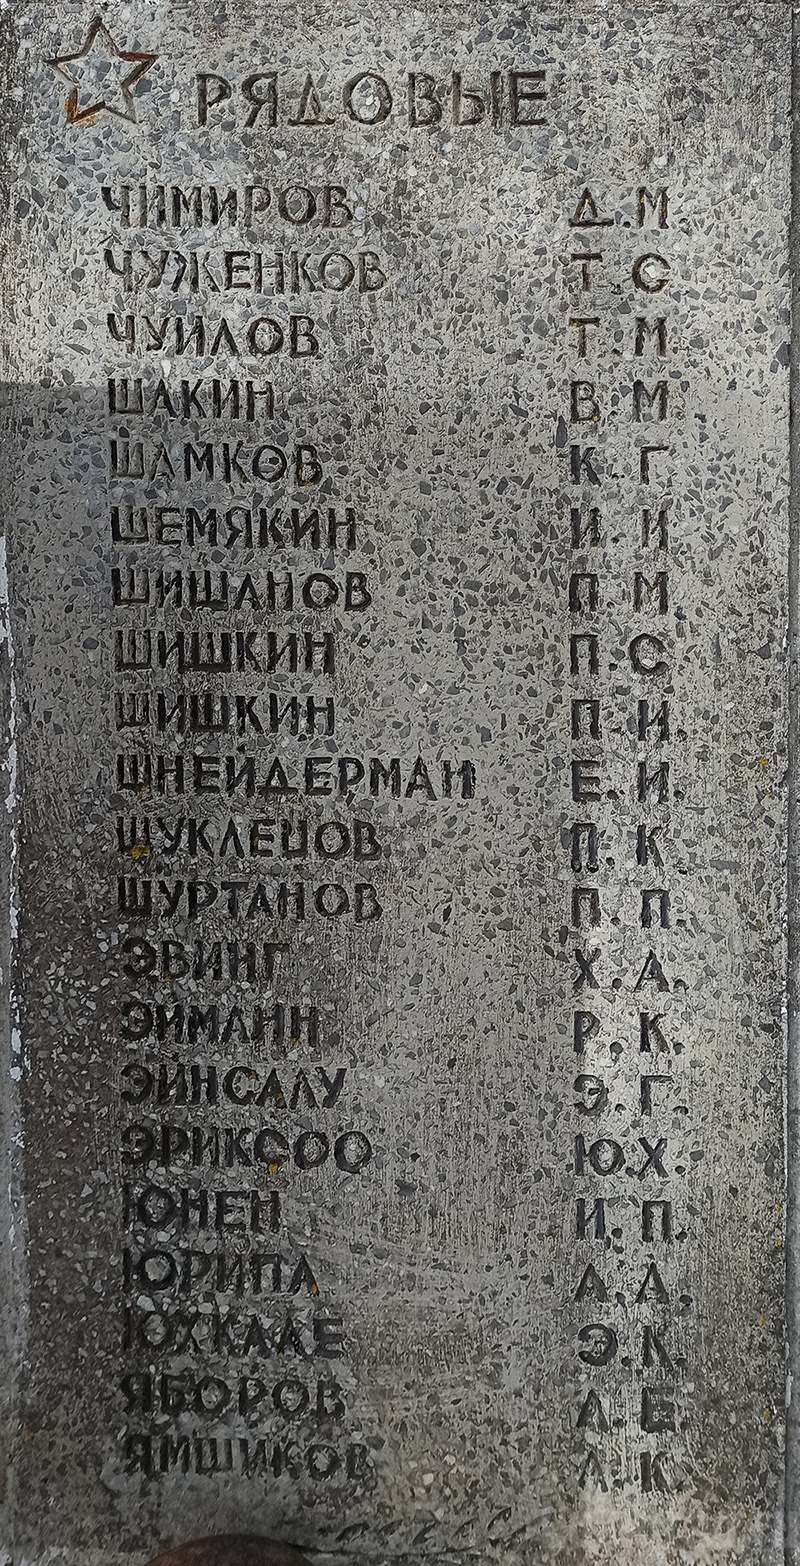 РЯДОВЫЕ
ЧИМИРОВ Д.М.
ЧУЖЕНКОВ Т.С
ЧУИЛОВ Т.М
ШАКИН В.М
ШАМКОВ К.Г
ШЕМЯКИН И.И
ШИШАНОВ П.М
ШИШКИН П.С
ШИШКИН П.И.
ШНЕЙДЕРМАН Е.И.
ШУКЛЕЦОВ П.К
ШУРТАНОВ П.П.
ЭВИНГ Х.А.
ЭЙМАНН Р.К.
ЭИНСАЛУ Э.Г.
ЭРИКСОО Ю.Х.
ЮНЕН И.П.
ЮРИПА А.А.
ЮХКАЛЕ Э.К.
ЯБОРОВ А.Е
ЯМШИКОВ А.К.